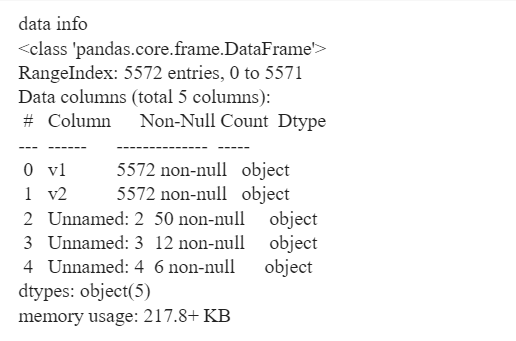 data info
<class 'pandas.core.frame.DataFrame'>
RangeIndex: 5572 entries, 0 to 5571
Data columns (total 5 columns):
# Column Non-Null Count Dtype
--- ------ -------------- -----
0 v1 5572 non-null object
1 v2 5572 non-null object
2 Unnamed: 2 50 non-null object
3 Unnamed: 3 12 non-null object
4 Unnamed: 4 6 non-null object
dtypes: object(5)
memory usage: 217.8+ KB